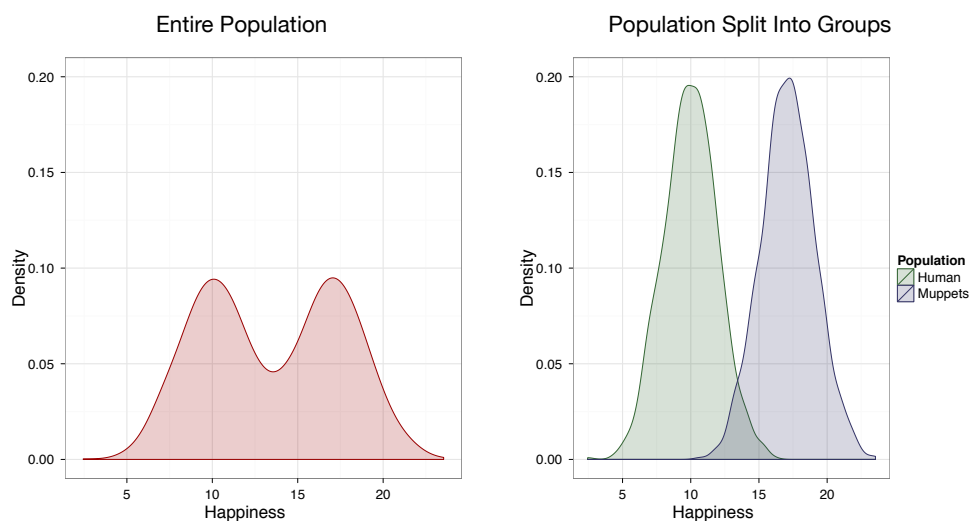 Entire Population
0.20
0.15
0.10
0.05
0.00
Density
5 10 15 20
Happiness
Population Split Into Groups
0.20
0.15
0.10
0.05
0.00
Density
5 10 15 20
Happiness
Population
Human
Muppets